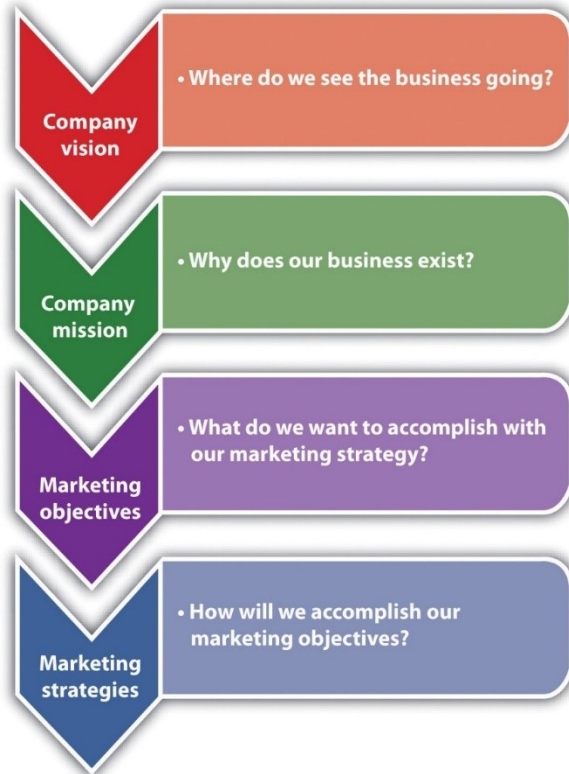 Company
vision
• Where do we see the business going?
Company
mission
• Why does our business exist?
Marketing
objectives
• What do we want to accomplish with
our marketing strategy?
Marketing
strategies
• How will we accomplish our
marketing objectives?